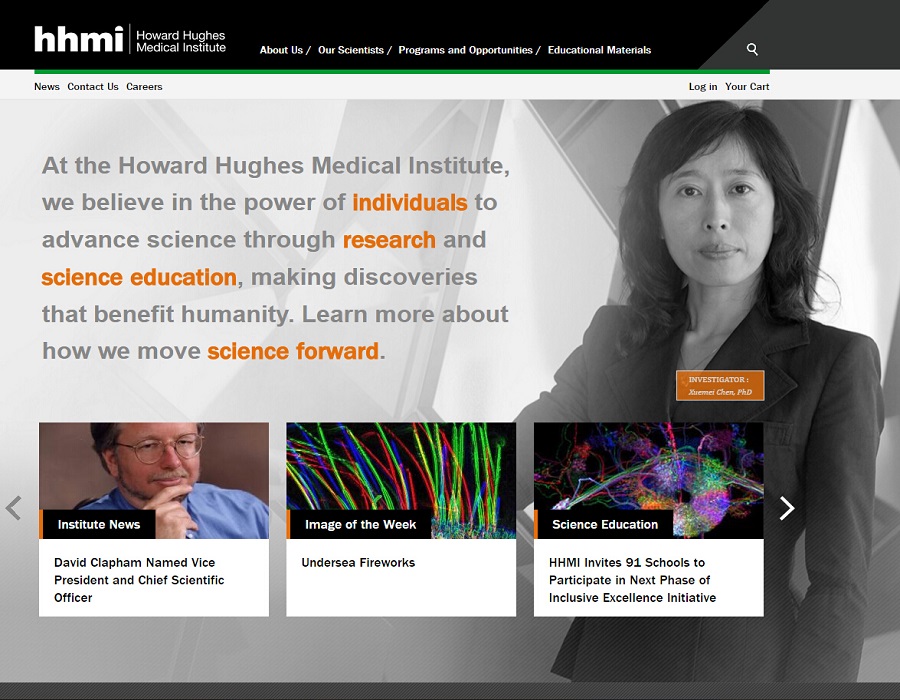 hhmi Howard Hughes
Medical Institute
About Us / Our Scientists / Programs and Opportunities / Educational Materials
News Contact Us Careers Log in Your Cart
At the Howard Hughes Medical Institute,
we believe in the power of individuals to
advance science through research and
science education, making discoveries
that benefit humanity. Learn more about
how we move science forward.
INVESTIGATOR :
Xuemei Chen, PhD
Institute News
David Clapham Named Vice
President and Chief Scientific
Officer
Image of the Week
Undersea Fireworks
Science Education
HHMI Invites 91 Schools to
Participate in Next Phase of
Inclusive Excellence Initiative